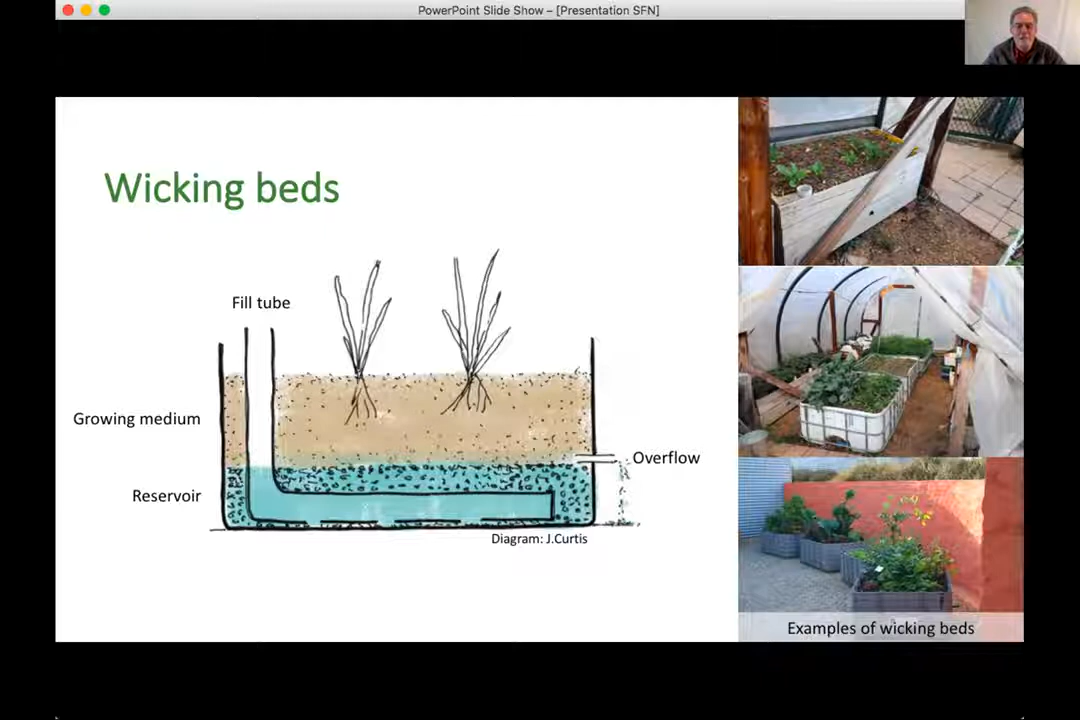 PowerPoint Slide Show – [Presentation SFN]
Wicking beds
Fill tube
Growing medium
Overflow
Reservoir
Diagram: J.Curtis
Examples of wicking beds